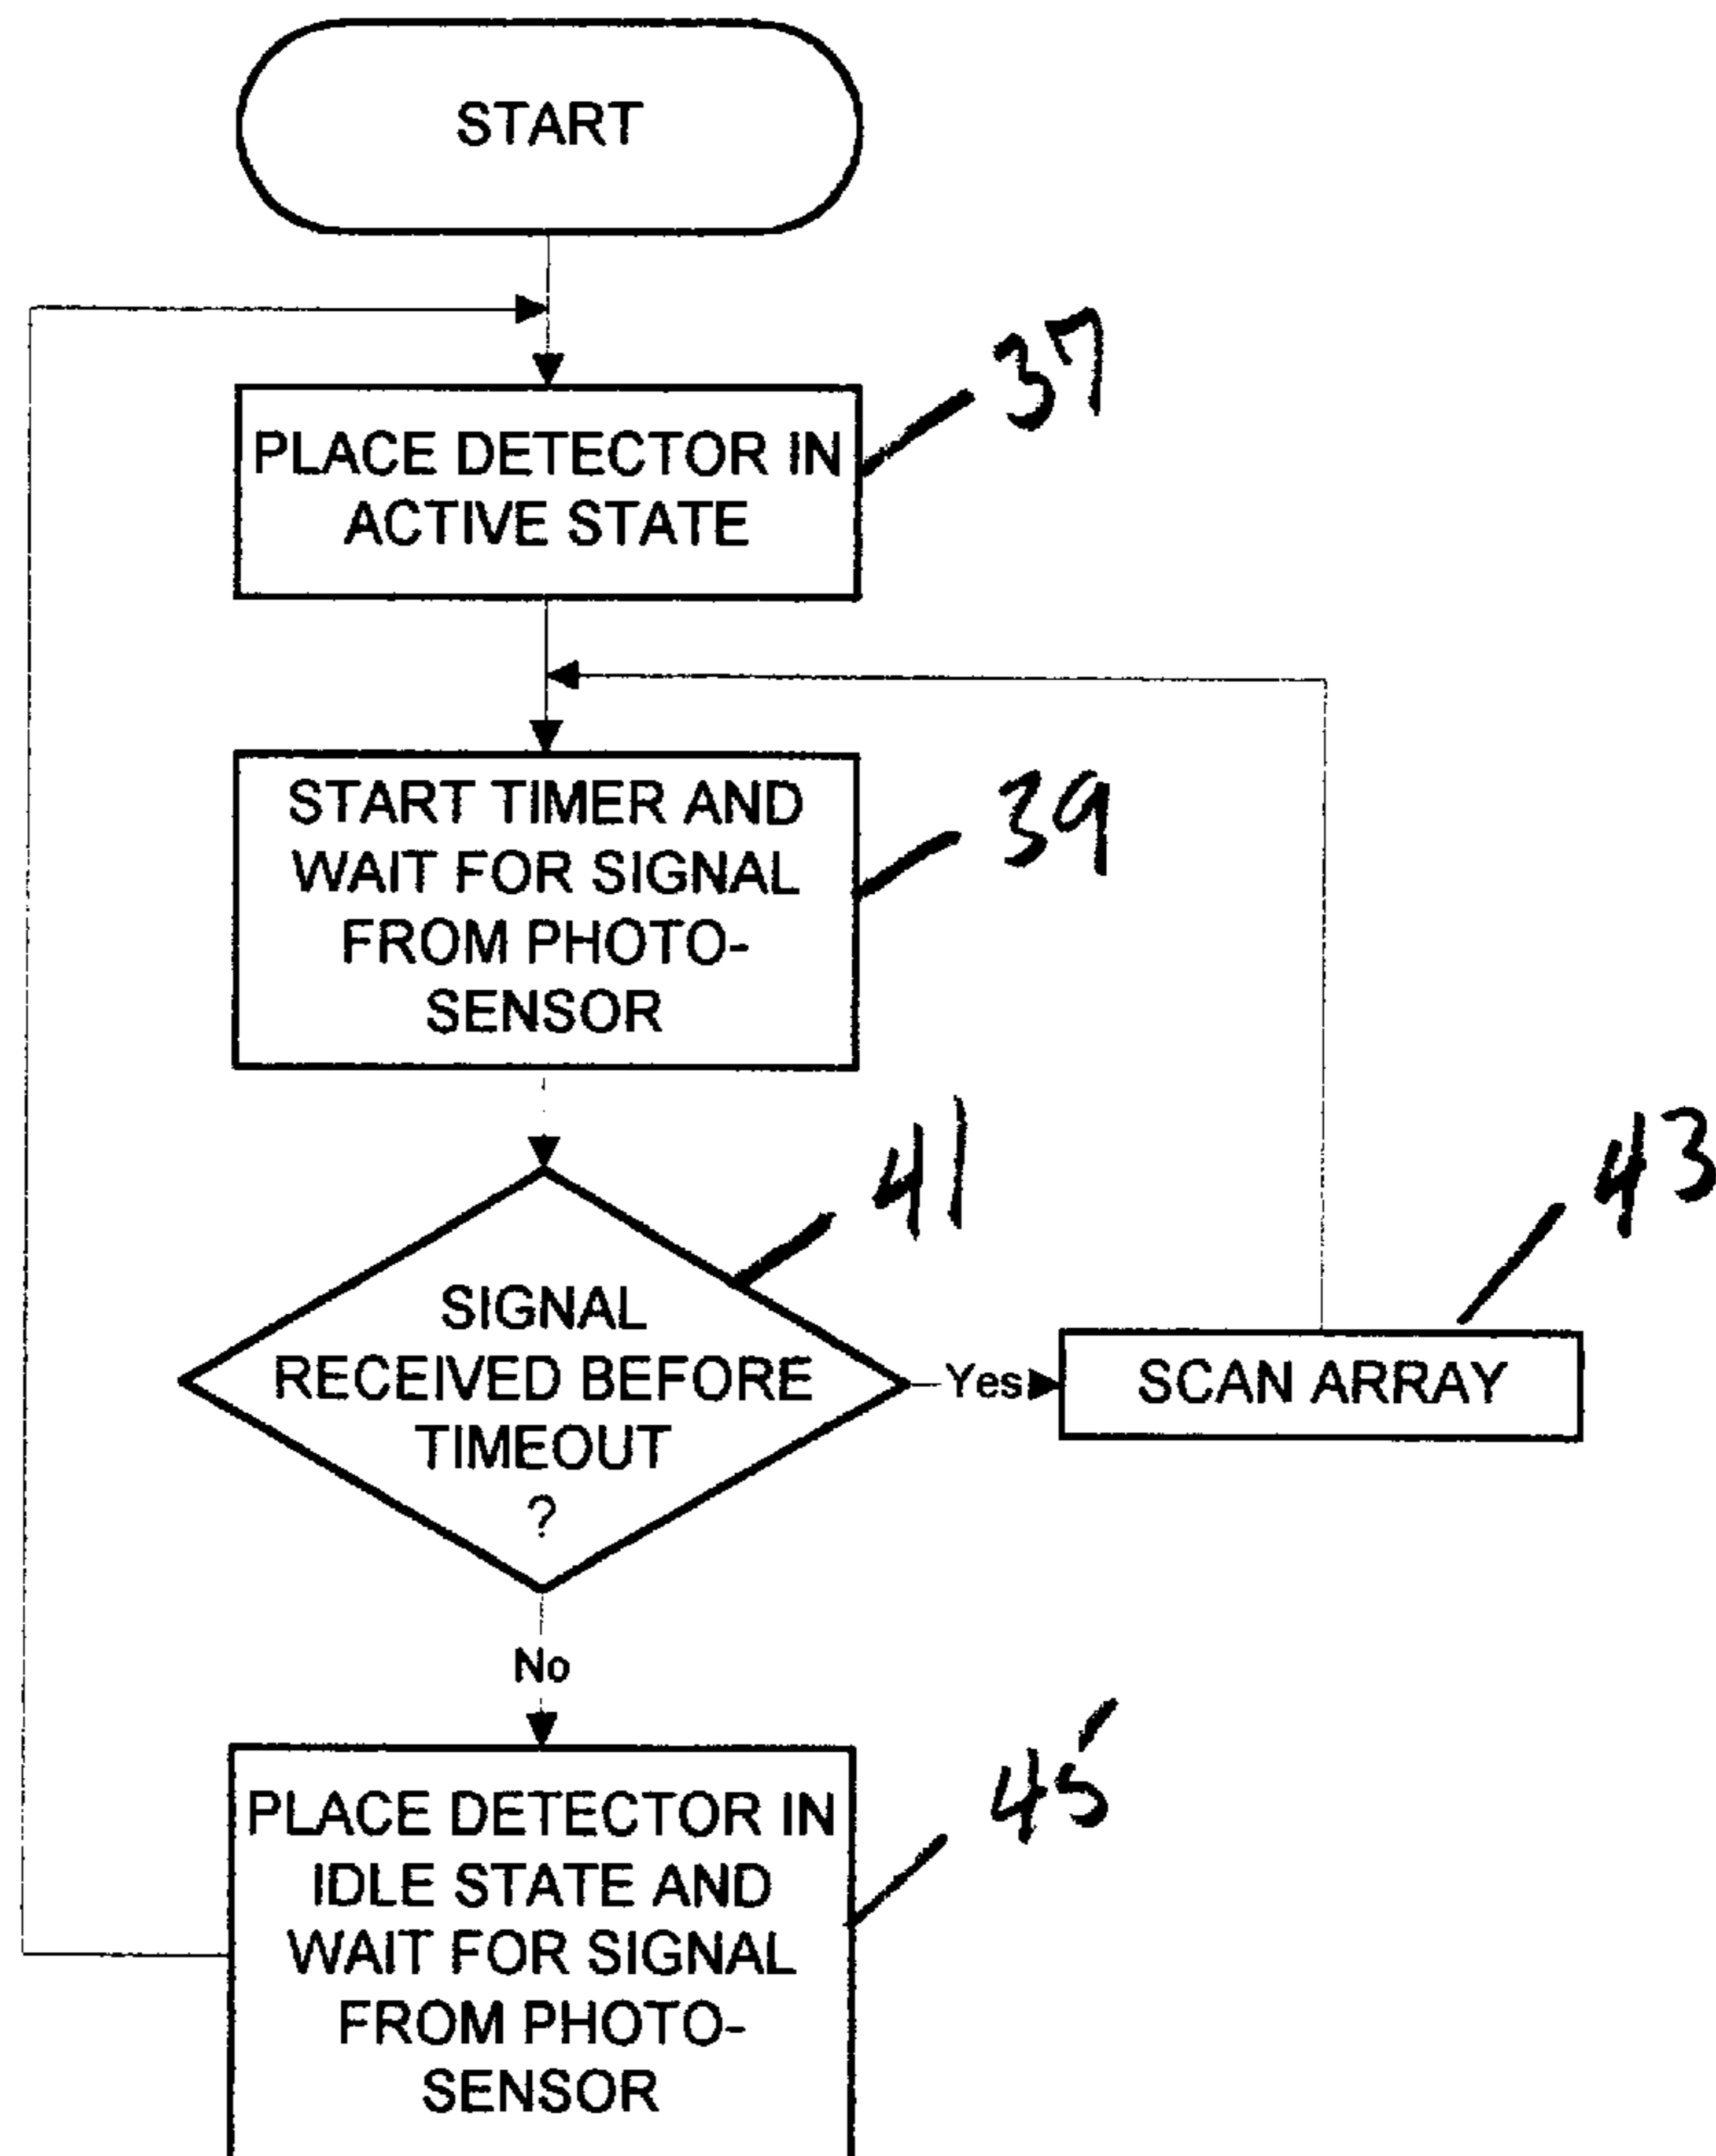 START
37
PLACE DETECTOR IN
ACTIVE STATE
39
START TIMER AND
WAIT FOR SIGNAL
FROM PHOTO-
SENSOR
41
SIGNAL
RECEIVED BEFORE
TIMEOUT
?
Yes
43
SCAN ARRAY
No
45
PLACE DETECTOR IN
IDLE STATE AND
WAIT FOR SIGNAL
FROM PHOTO-
SENSOR